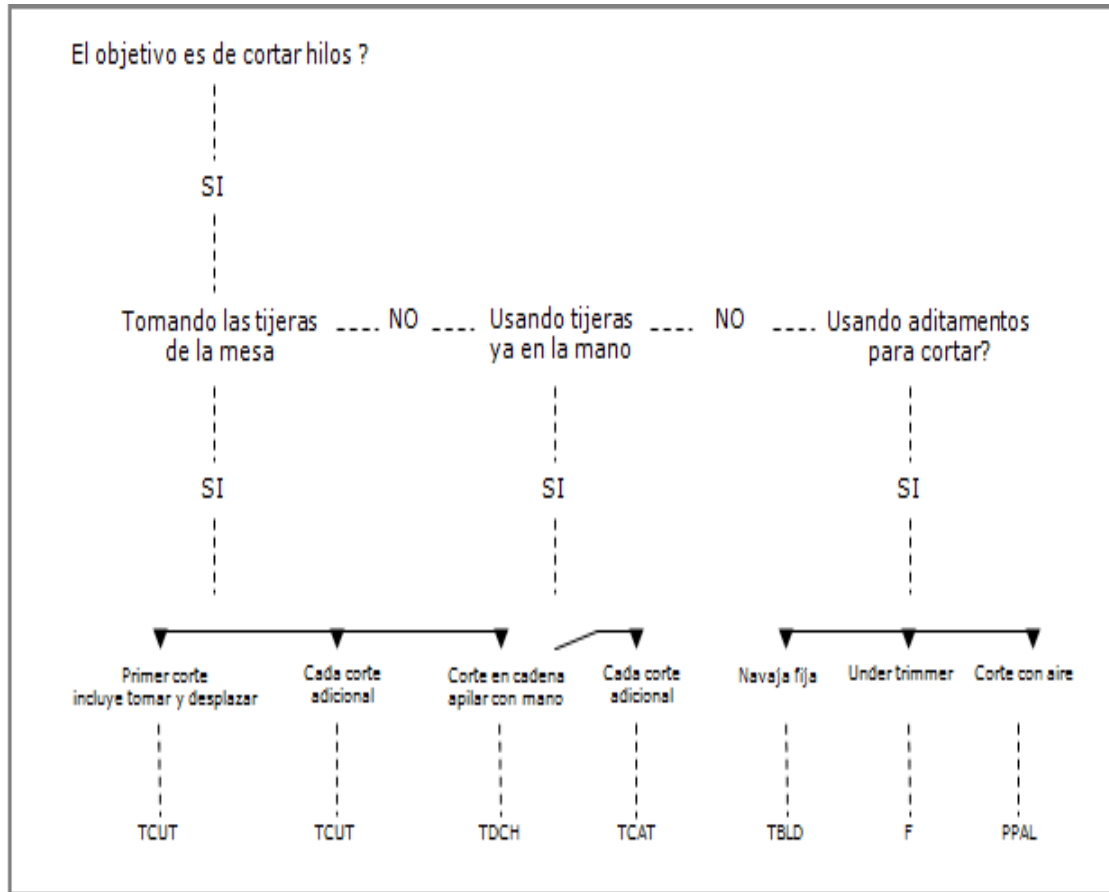 El objetivo es de cortar hilos ?
SI
Tomando las tijeras
de la mesa
NO
Usando tijeras
ya en la mano
NO
Usando aditamentos
para cortar?
SI
SI
SI
Primer corte
incluye tomar y desplazar
Cada corte
adicional
Corte en cadena
apilar con mano
Cada corte
adicional
Navaja fija
Under trimmer
Corte con aire
TCUT
TCUT
TDCH
TCAT
TBLD
F
PPAL